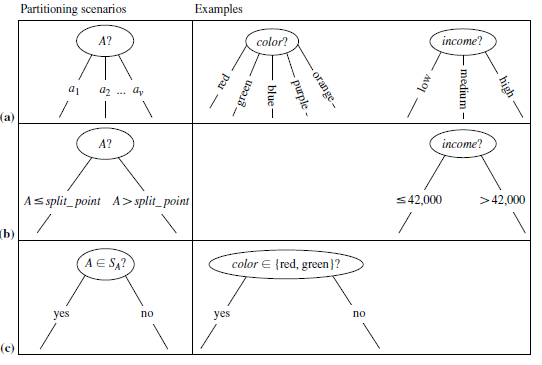 Partitioning scenarios Examples
A? color? income?
a1 a2 ... av red green blue purple orange low medium high
(a)
A? income?
A ≤ split_point A > split_point ≤ 42,000 > 42,000
(b)
A ∈ SA? color ∈ {red, green}?
yes no yes no
(c)